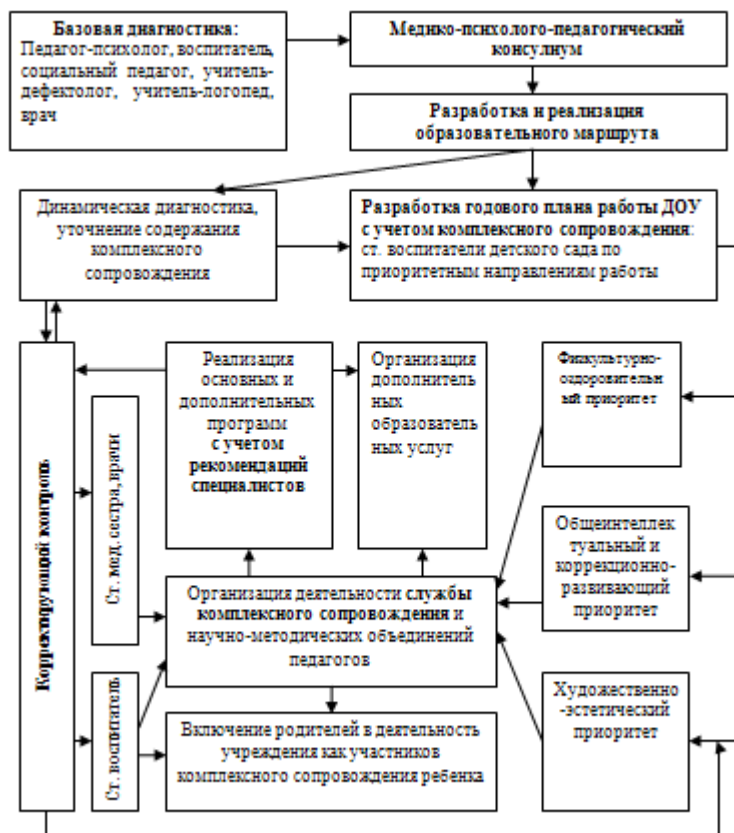 Базовая диагностика:
Педагог-психолог, воспитатель,
социальный педагог, учитель-
дефектолог, учитель-логопед,
врач
Медико-психолого-педагогический
консулиум
Разработка и реализация
образовательного маршрута
Динамическая диагностика,
уточнение содержания
комплексного
сопровождения
Разработка годового плана работы ДОУ
с учетом комплексного сопровождения:
ст. воспитатели детского сада по
приоритетным направлениям работы
Корректирующий контроль
Ст. мед. сестра, врачи
Ст. воспитатель
Реализация
основных и
дополнительных
программ
с учетом
рекомендаций
специалистов
Организация
дополнитель
ных
образователь
ных услуг
Физкультурно-
оздоровительн
ый приоритет
Общеинтеллек
туальный и
коррекционно-
развивающий
приоритет
Организация деятельности службы
комплексного сопровождения и
научно-методических объединений
педагогов
Художественно
-эстетический
приоритет
Включение родителей в деятельность
учреждения как участников
комплексного сопровождения ребенка